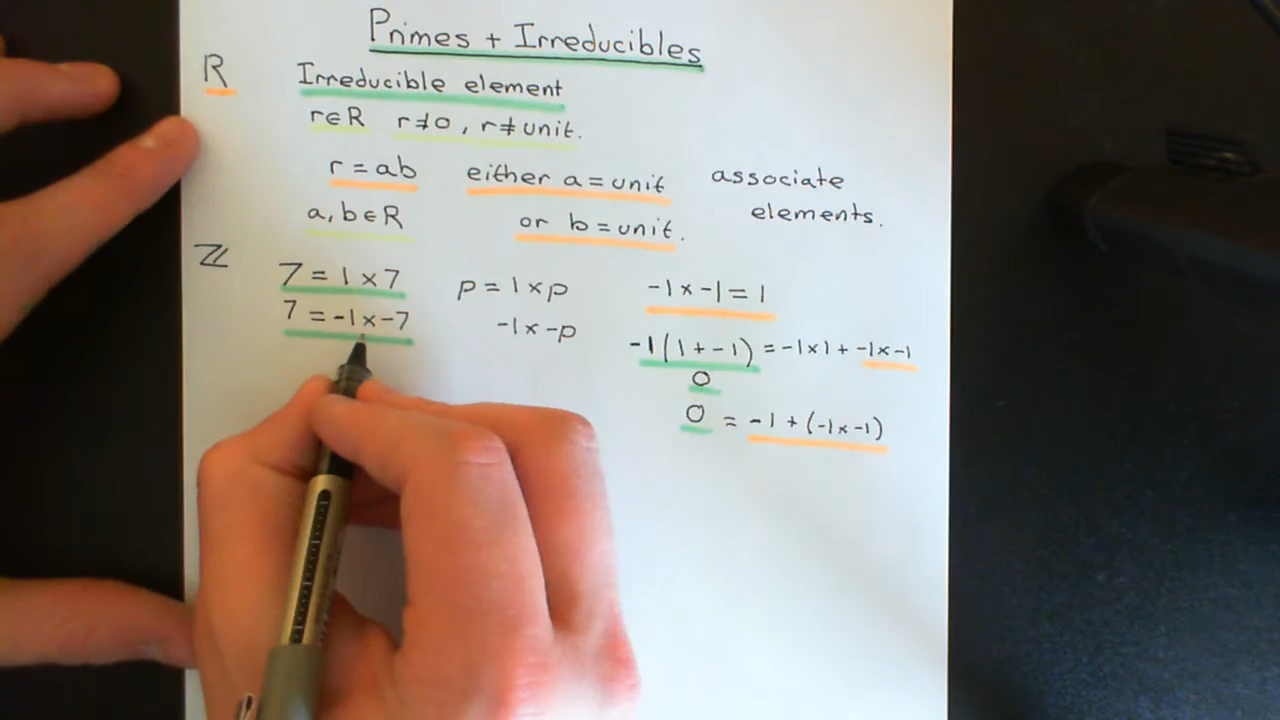 Primes + Irreducibles
R
Irreducible element
r∈R r≠0, r≠unit.
r = ab either a = unit associate
a, b ∈ R or b = unit. elements.
ℤ
7 = 1 × 7 p = 1 × p -1 × -1 = 1
7 = -1 × -7 -1 × -p
-1(1 + -1) = -1×1 + -1×-1
0
0 = -1 + (-1×-1)